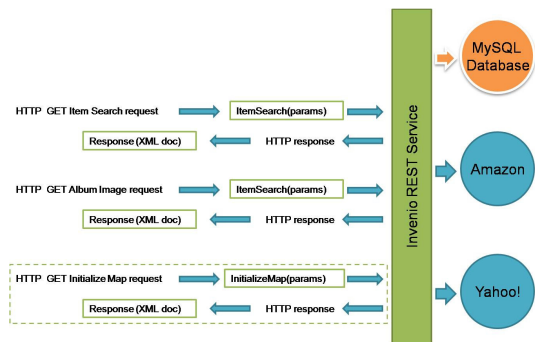 MySQL
Database
HTTP GET Item Search request
ItemSearch(params)
Response (XML doc)
HTTP response
Invenio REST Service
Amazon
HTTP GET Album Image request
ItemSearch(params)
Response (XML doc)
HTTP response
HTTP GET Initialize Map request
InitializeMap(params)
Response (XML doc)
HTTP response
Yahoo!